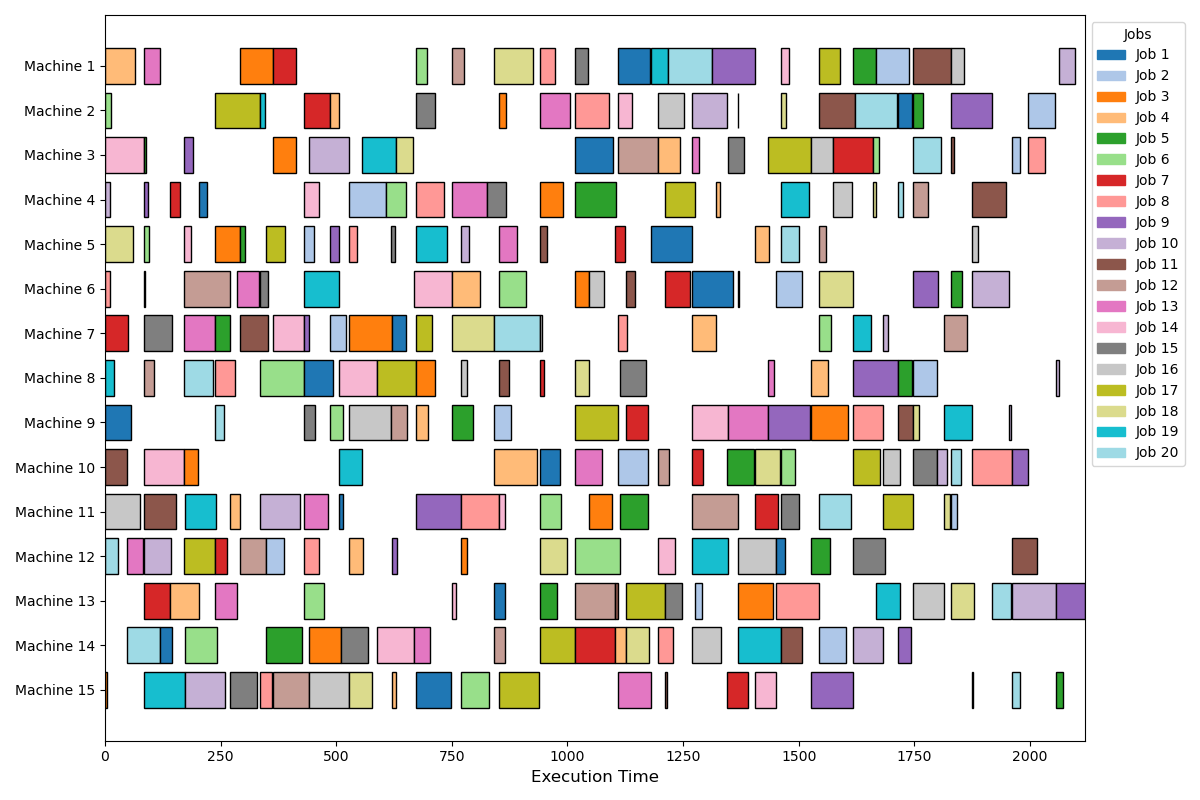 Machine 1
Machine 2
Machine 3
Machine 4
Machine 5
Machine 6
Machine 7
Machine 8
Machine 9
Machine 10
Machine 11
Machine 12
Machine 13
Machine 14
Machine 15
0 250 500 750 1000 1250 1500 1750 2000
Execution Time
Jobs
Job 1
Job 2
Job 3
Job 4
Job 5
Job 6
Job 7
Job 8
Job 9
Job 10
Job 11
Job 12
Job 13
Job 14
Job 15
Job 16
Job 17
Job 18
Job 19
Job 20